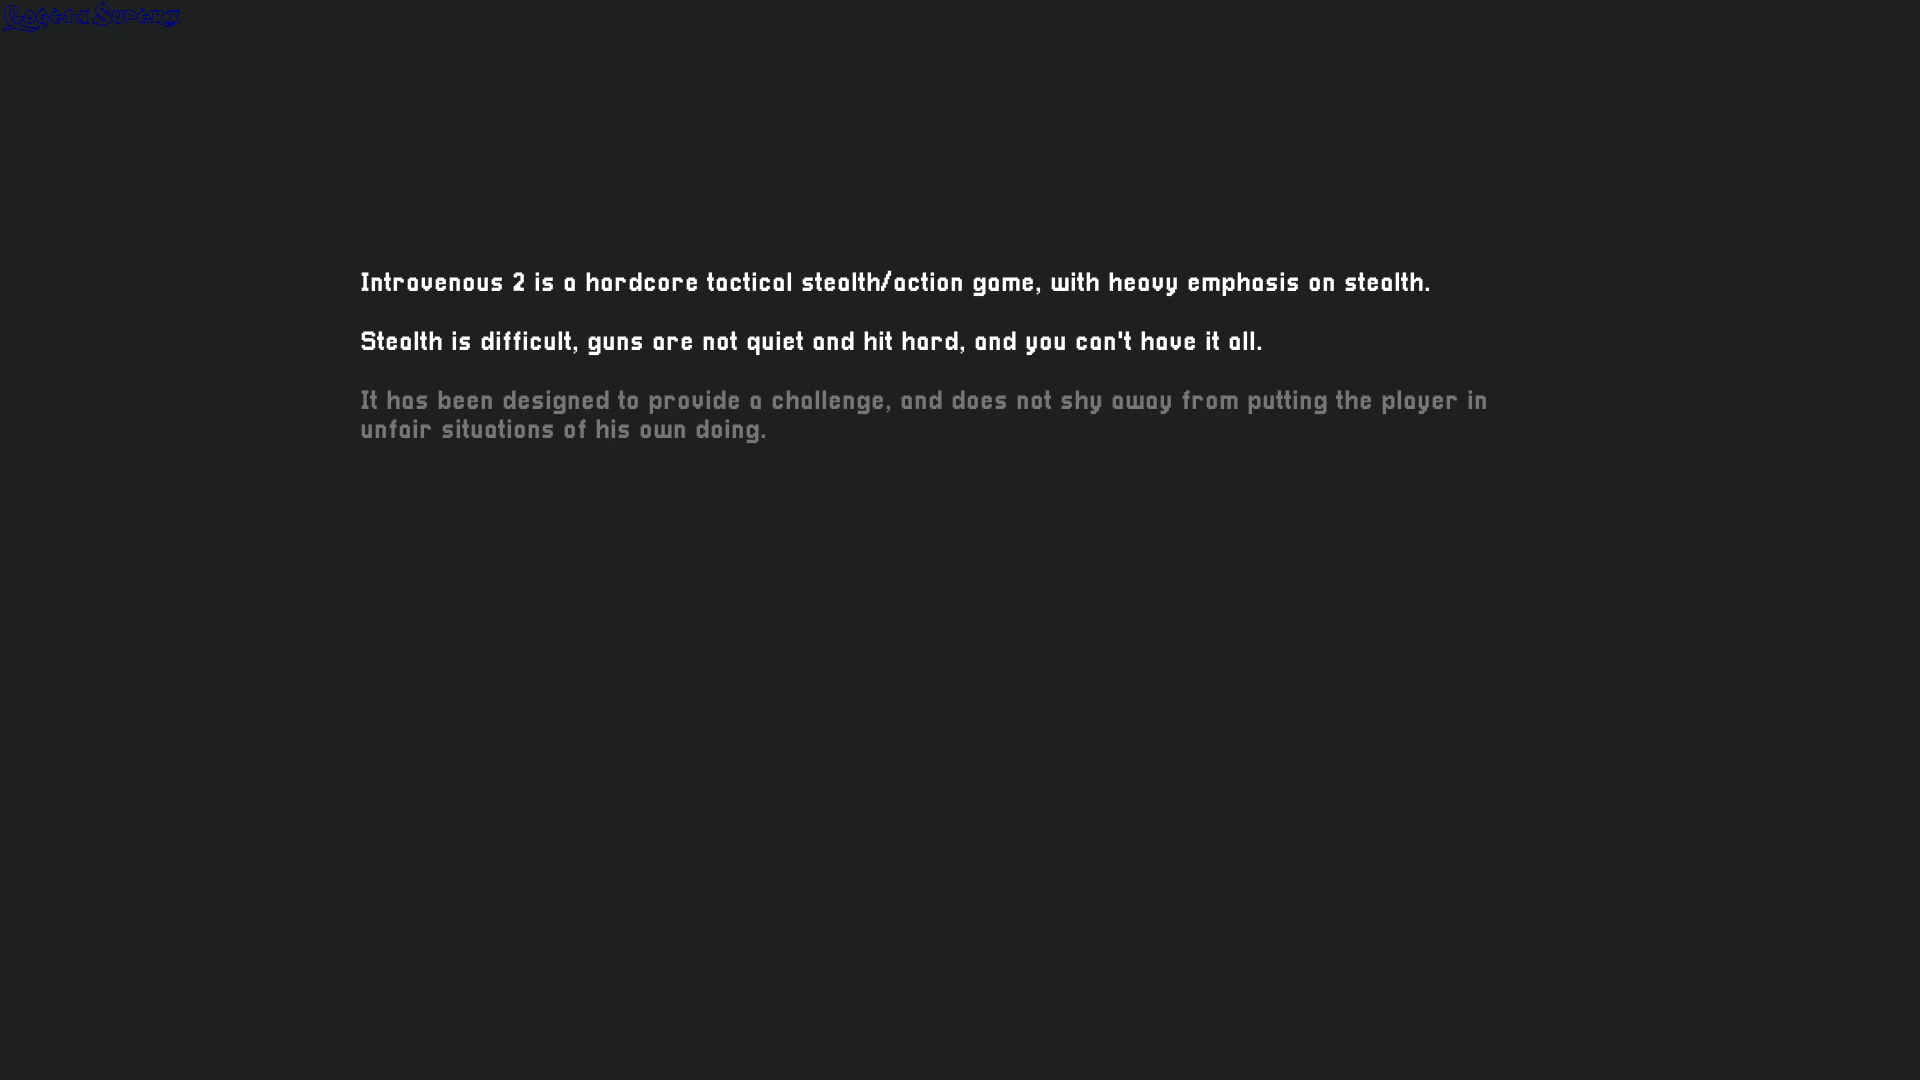 Intravenous 2 is a hardcore tactical stealth/action game, with heavy emphasis on stealth.
Stealth is difficult, guns are not quiet and hit hard, and you can't have it all.
It has been designed to provide a challenge, and does not shy away from putting the player in
unfair situations of his own doing.